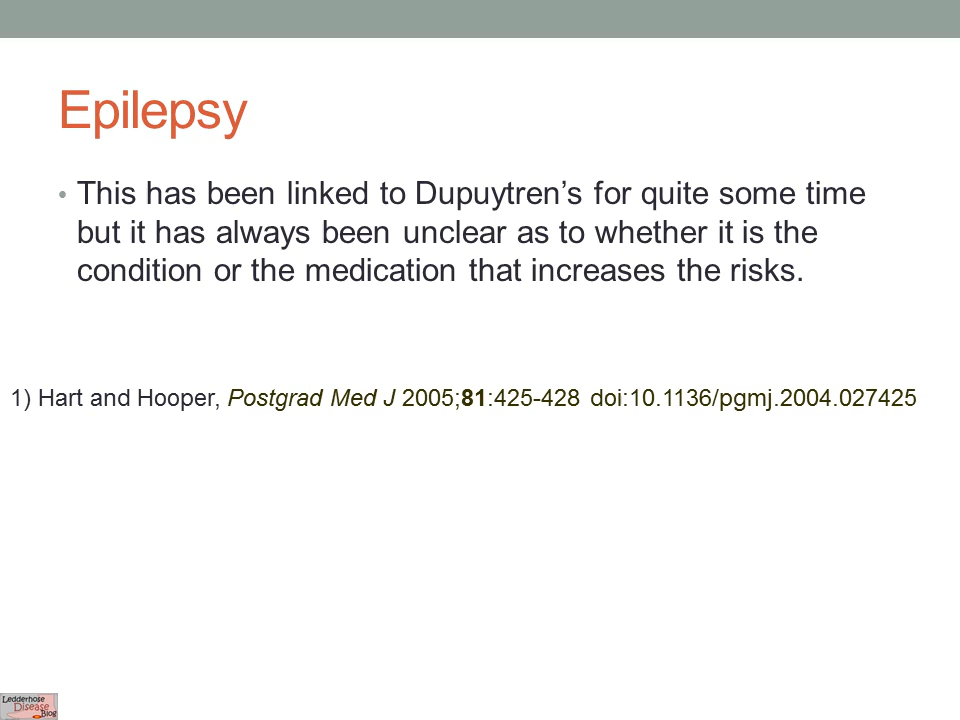 Epilepsy
• This has been linked to Dupuytren’s for quite some time
but it has always been unclear as to whether it is the
condition or the medication that increases the risks.
1) Hart and Hooper, Postgrad Med J 2005;81:425-428 doi:10.1136/pgmj.2004.027425
Ledderhose
Disease
Blog